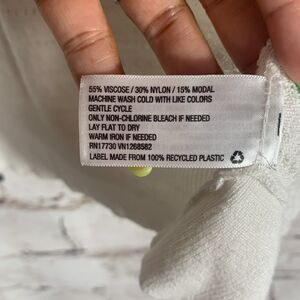 55% VISCOSE / 30% NYLON / 15% MODAL
MACHINE WASH COLD WITH LIKE COLORS
GENTLE CYCLE
ONLY NON-CHLORINE BLEACH IF NEEDED
LAY FLAT TO DRY
WARM IRON IF NEEDED
RN17730 VN1268582
LABEL MADE FROM 100% RECYCLED PLASTIC